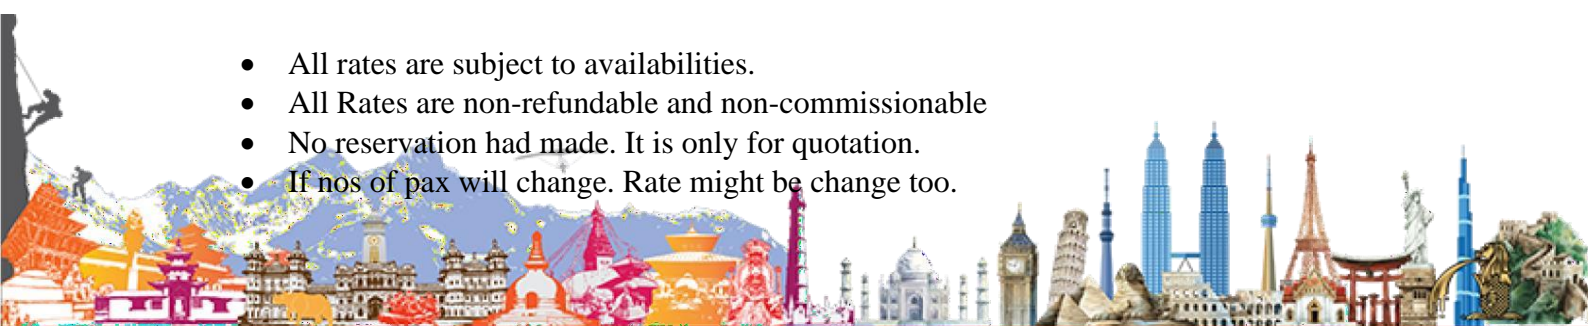 • All rates are subject to availabilities.
• All Rates are non-refundable and non-commissionable
• No reservation had made. It is only for quotation.
• If nos of pax will change. Rate might be change too.